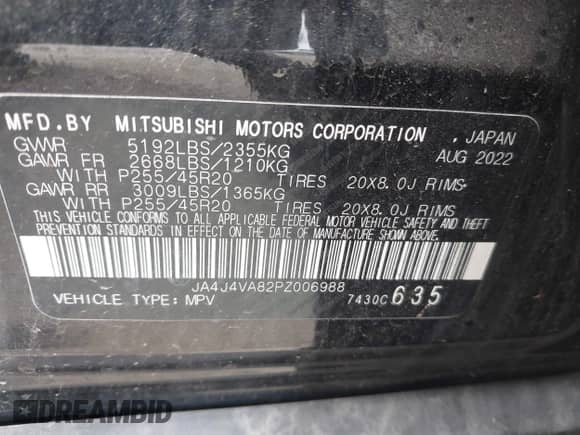 MFD.BY MITSUBISHI MOTORS CORPORATION , JAPAN
GVWR 5192LBS/2355KG AUG 2022
GAWR FR 2668LBS/1210KG
WITH P255/45R20 TIRES 20X8.0J RIMS
GAWR RR 3009LBS/1365KG
WITH P255/45R20 TIRES 20X8.0J RIMS
THIS VEHICLE CONFORMS TO ALL APPLICABLE FEDERAL MOTOR VEHICLE SAFETY AND THEFT
PREVENTION STANDARDS IN EFFECT ON THE DATE OF MANUFACTURE SHOWN ABOVE.
JA4J4VA82PZ006988
VEHICLE TYPE: MPV 7430C 635
DREAMBID